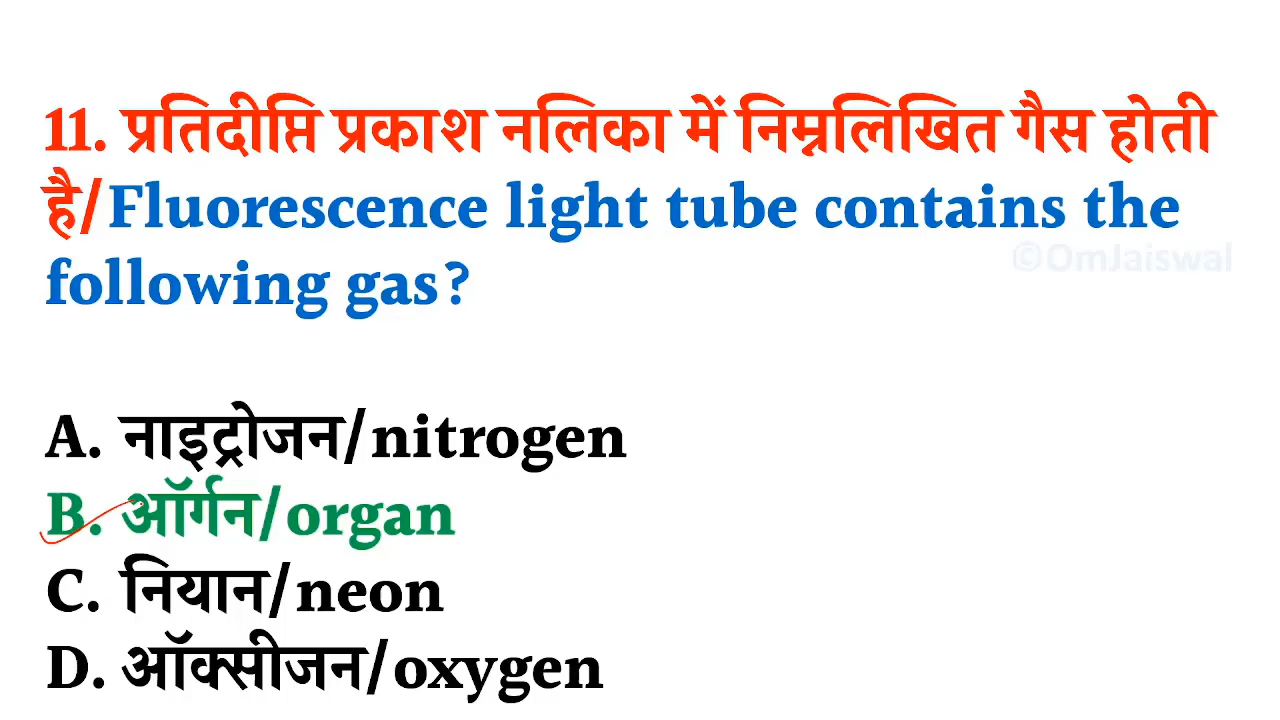 11. प्रतिदीप्ति प्रकाश नलिका में निम्नलिखित गैस होती
है/Fluorescence light tube contains the
©OmJaiswal
following gas?
A. नाइट्रोजन/nitrogen
B. ऑर्गन/organ
C. नियान/neon
D. ऑक्सीजन/oxygen